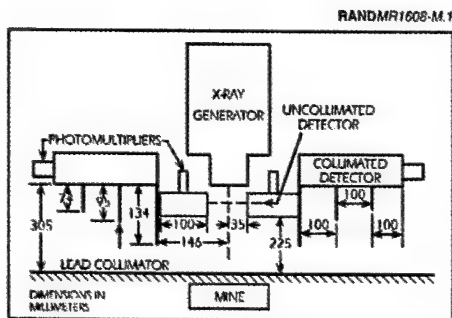 RANDMR1608-M.1
X-RAY
GENERATOR
UNCOLLIMATED
DETECTOR
PHOTOMULTIPLIERS
COLLIMATED
DETECTOR
305
73
95
134
100
146
35
225
100
100
100
LEAD COLLIMATOR
DIMENSIONS IN
MILLIMETERS
MINE